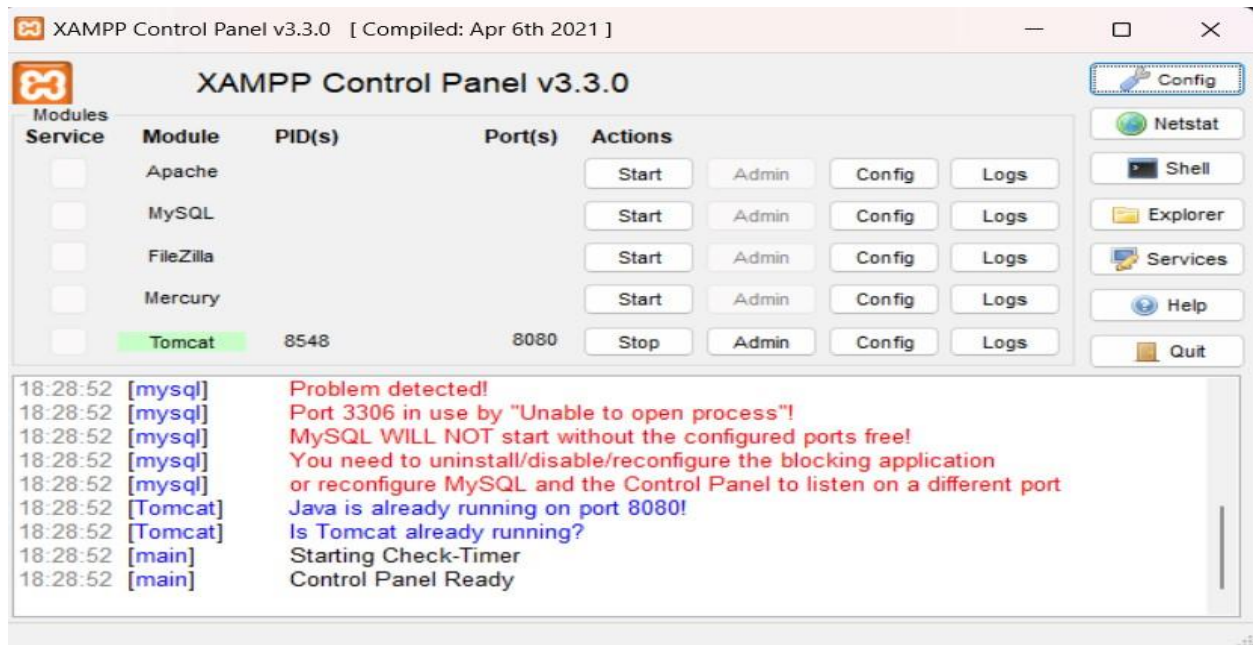 XAMPP Control Panel v3.3.0 [ Compiled: Apr 6th 2021 ]
XAMPP Control Panel v3.3.0
Config
Modules
Service Module PID(s) Port(s) Actions
Netstat
Apache Start Admin Config Logs
Shell
MySQL Start Admin Config Logs
Explorer
FileZilla Start Admin Config Logs
Services
Mercury Start Admin Config Logs
Help
Tomcat 8548 8080 Stop Admin Config Logs
Quit
18:28:52 [mysql] Problem detected!
18:28:52 [mysql] Port 3306 in use by "Unable to open process"!
18:28:52 [mysql] MySQL WILL NOT start without the configured ports free!
18:28:52 [mysql] You need to uninstall/disable/reconfigure the blocking application
18:28:52 [mysql] or reconfigure MySQL and the Control Panel to listen on a different port
18:28:52 [Tomcat] Java is already running on port 8080!
18:28:52 [Tomcat] Is Tomcat already running?
18:28:52 [main] Starting Check-Timer
18:28:52 [main] Control Panel Ready